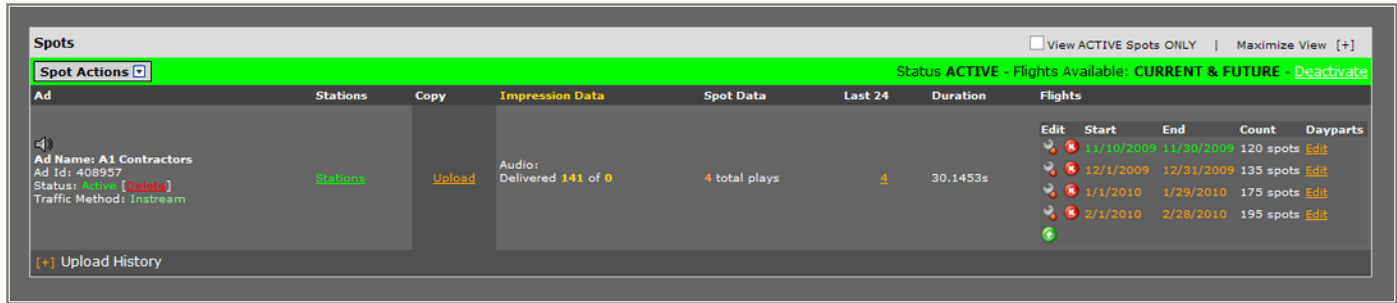 Spots
View ACTIVE Spots ONLY | Maximize View [+]
Spot Actions
Status ACTIVE - Flights Available: CURRENT & FUTURE - Deactivate
Ad Stations Copy Impression Data Spot Data Last 24 Duration Flights
Edit Start End Count Dayparts
Ad Name: A1 Contractors
Ad Id: 408957
Status: Active [Delete]
Traffic Method: Instream
Stations
Upload
Audio:
Delivered 141 of 0
4 total plays
4
30.1453s
11/10/2009 11/30/2009 120 spots Edit
12/1/2009 12/31/2009 135 spots Edit
1/1/2010 1/29/2010 175 spots Edit
2/1/2010 2/28/2010 195 spots Edit
[+] Upload History